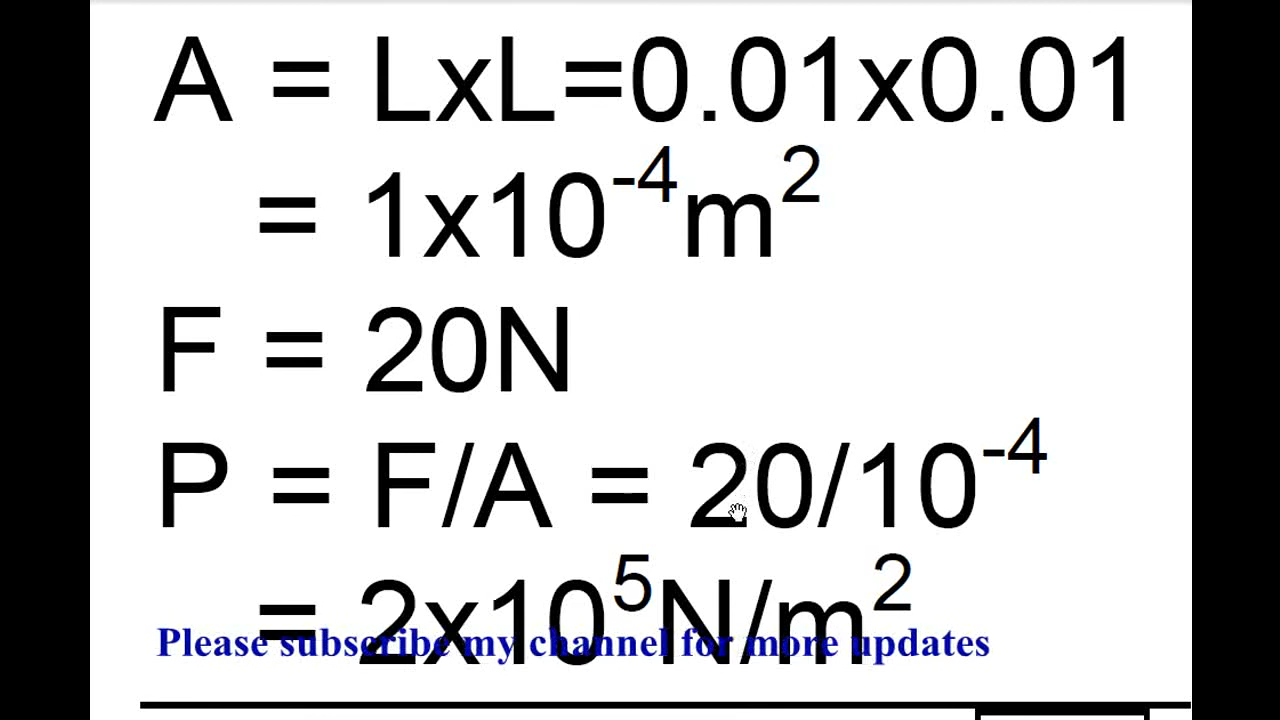 A = LxL=0.01x0.01
= 1x10⁻⁴m²
F = 20N
P = F/A = 20/10⁻⁴
= 2x10⁵N/m²
Please subscribe my channel for more updates